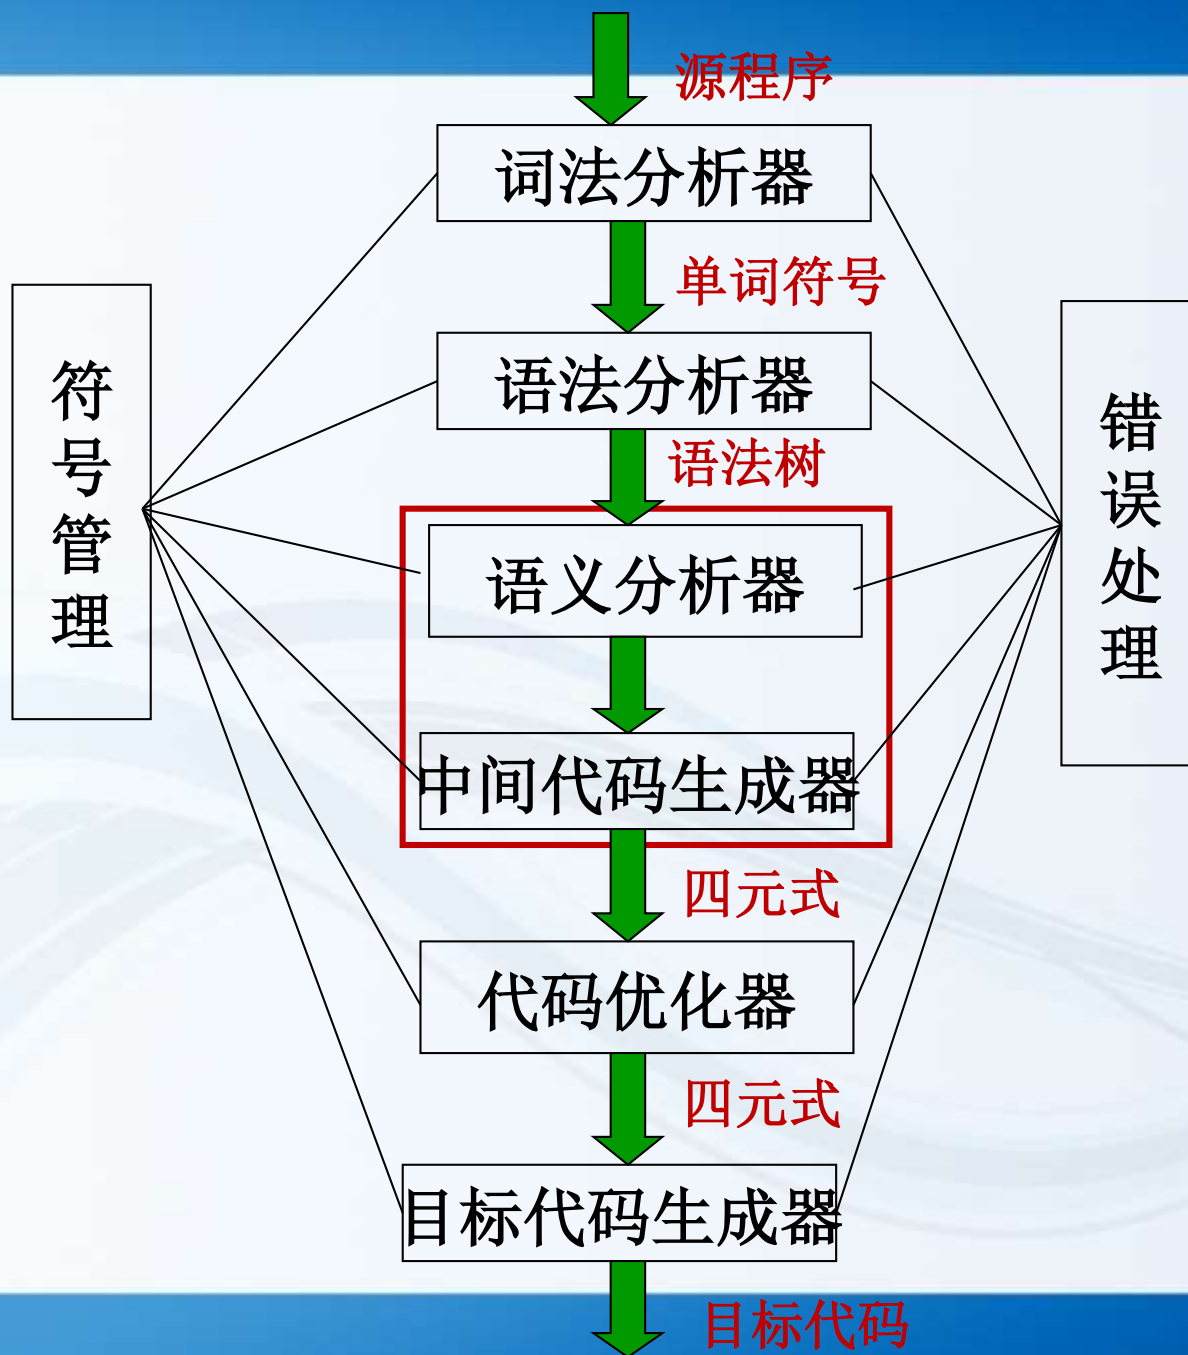 源程序
词法分析器
单词符号
语法分析器
语法树
语义分析器
中间代码生成器
四元式
代码优化器
四元式
目标代码生成器
目标代码
符号管理
错误处理